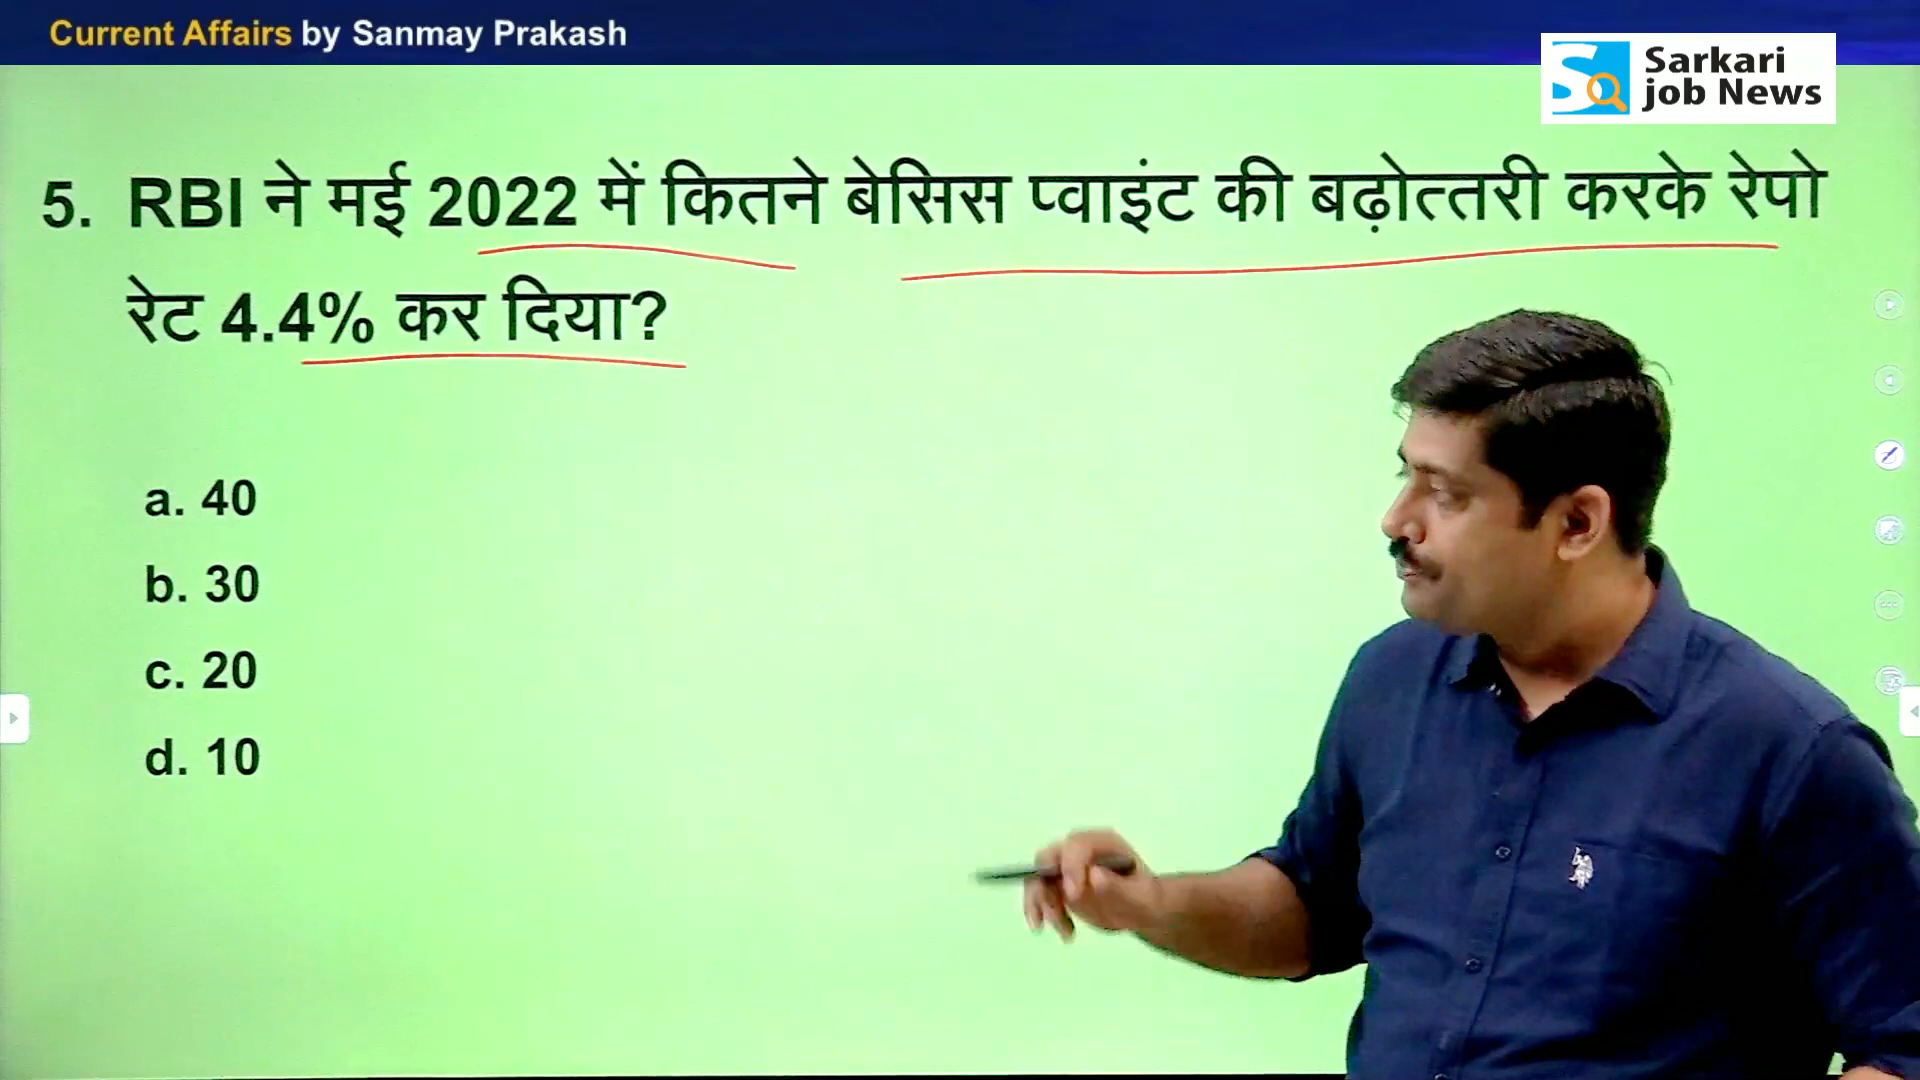 Current Affairs by Sanmay Prakash
Sarkari
job News
5. RBI ने मई 2022 में कितने बेसिस प्वाइंट की बढ़ोत्तरी करके रेपो
रेट 4.4% कर दिया?
a. 40
b. 30
c. 20
d. 10